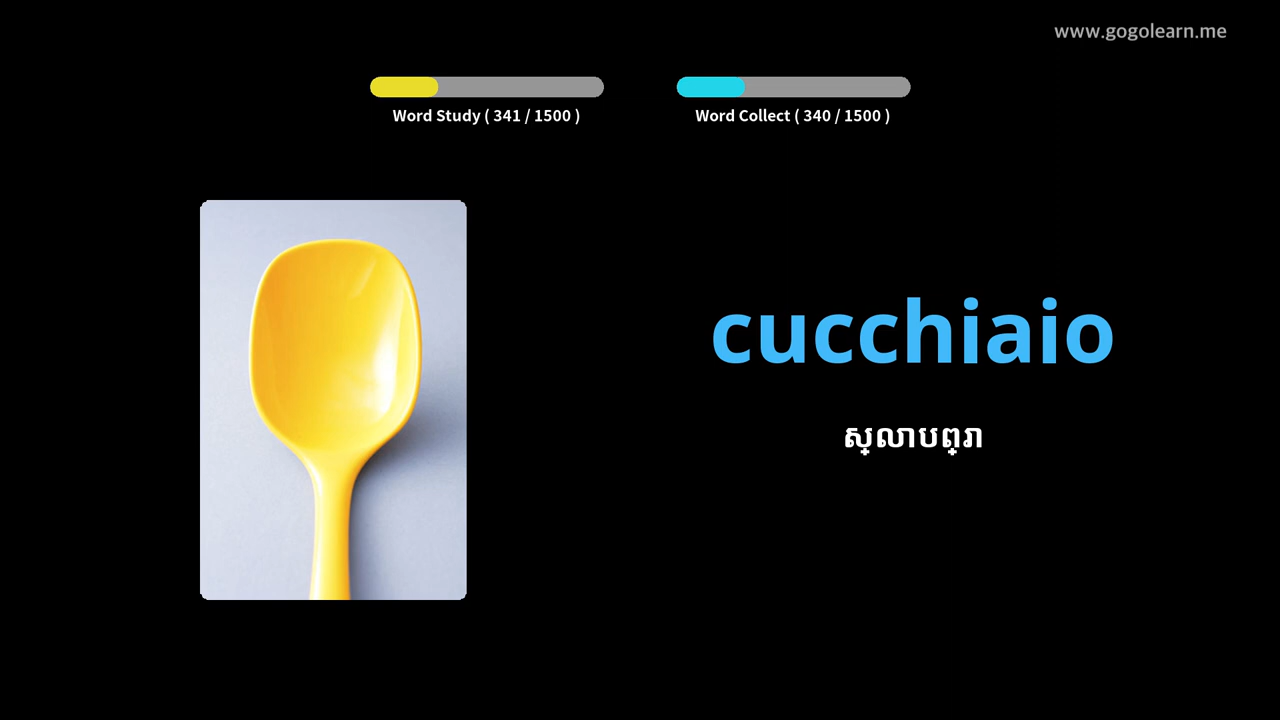 www.gogolearn.me
Word Study ( 341 / 1500 )
Word Collect ( 340 / 1500 )
cucchiaio
ស្លាបព្រា